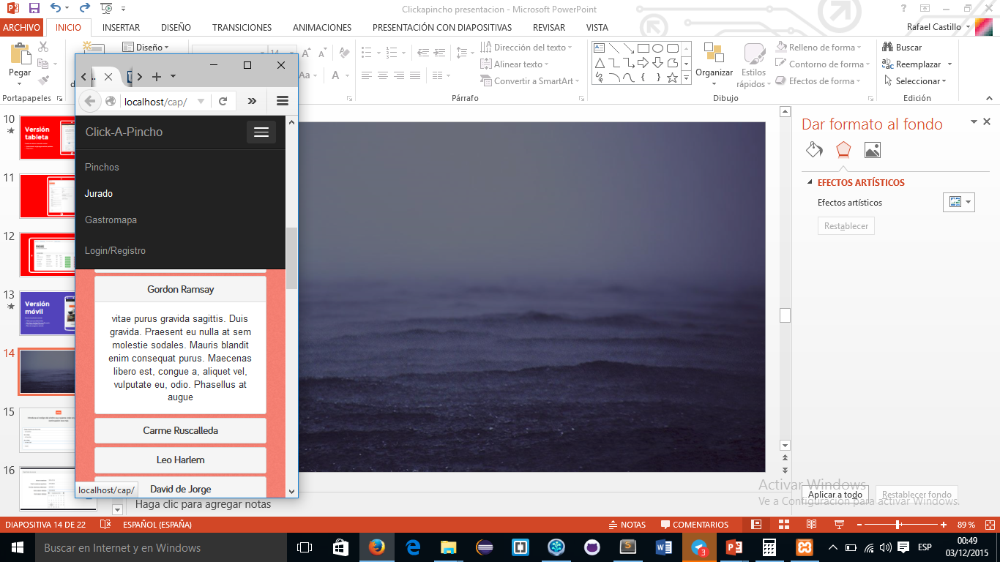 Clickapincho presentacion - Microsoft PowerPoint
ARCHIVO INICIO INSERTAR DISEÑO TRANSICIONES ANIMACIONES PRESENTACIÓN CON DIAPOSITIVAS REVISAR VISTA
Rafael Castillo
Pegar
Portapapeles
Diseño
14
Aa
A
Dirección del texto
Alinear texto
Convertir a SmartArt
Párrafo
Organizar
Estilos
rápidos
Relleno de forma
Contorno de forma
Efectos de forma
Dibujo
Buscar
Reemplazar
Seleccionar
Edición
localhost/cap/
Click-A-Pincho
Pinchos
Jurado
Gastromapa
Login/Registro
Gordon Ramsay
vitae purus gravida sagittis. Duis
gravida. Praesent eu nulla at sem
molestie sodales. Mauris blandit
enim consequat purus. Maecenas
libero est, congue a, aliquet vel,
vulputate eu, odio. Phasellus at
augue
Carme Ruscalleda
Leo Harlem
David de Jorge
localhost/cap/
10
Versión
tableta
11
12
13
Versión
móvil
14
15
16
Dar formato al fondo
EFECTOS ARTÍSTICOS
Efectos artísticos
Restablecer
Activar Windows
Ve a Configuración para activar Windows.
Aplicar a todo
Restablecer fondo
Haga clic para agregar notas
DIAPOSITIVA 14 DE 22 ESPAÑOL (ESPAÑA) NOTAS COMENTARIOS 89 %
Buscar en Internet y en Windows
3
ESP
00:49
03/12/2015